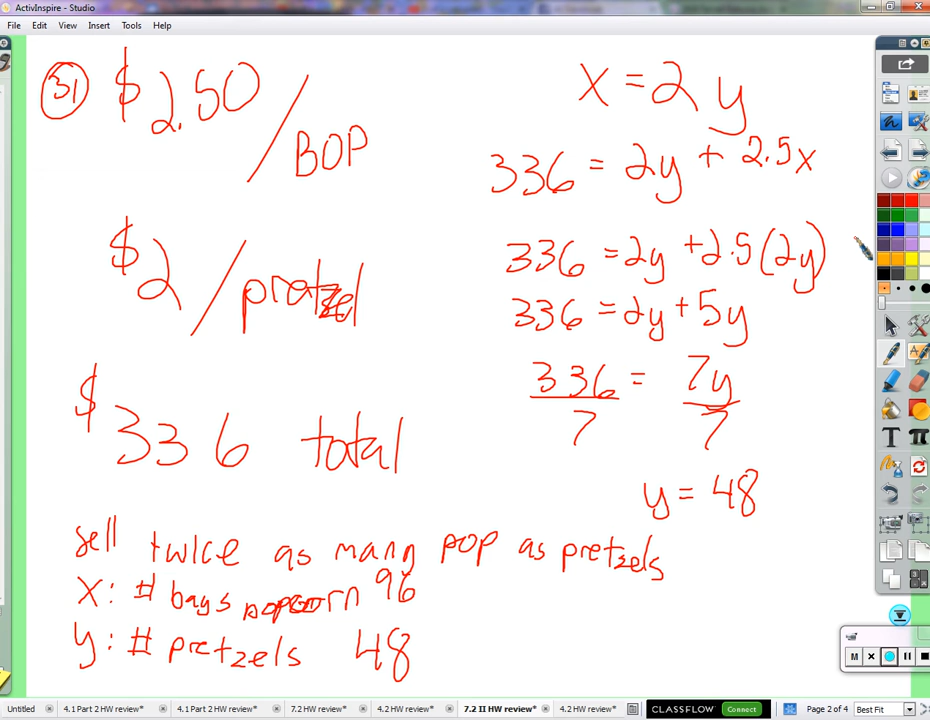 ActivInspire - Studio
File Edit View Insert Tools Help
31 $2.50/BOP
$2/pretzel
$336 total
sell twice as many pop as pretzels
x: # bags popcorn 96
y: # pretzels 48
x = 2y
336 = 2y + 2.5x
336 = 2y + 2.5(2y)
336 = 2y + 5y
336/7 = 7y/7
y = 48
M
Untitled 4.1 Part 2 HW review* 4.1 Part 2 HW review* 7.2 HW review* 4.2 HW review* 7.2 II HW review* 4.2 HW review* CLASSFLOW Connect Page 2 of 4 Best Fit